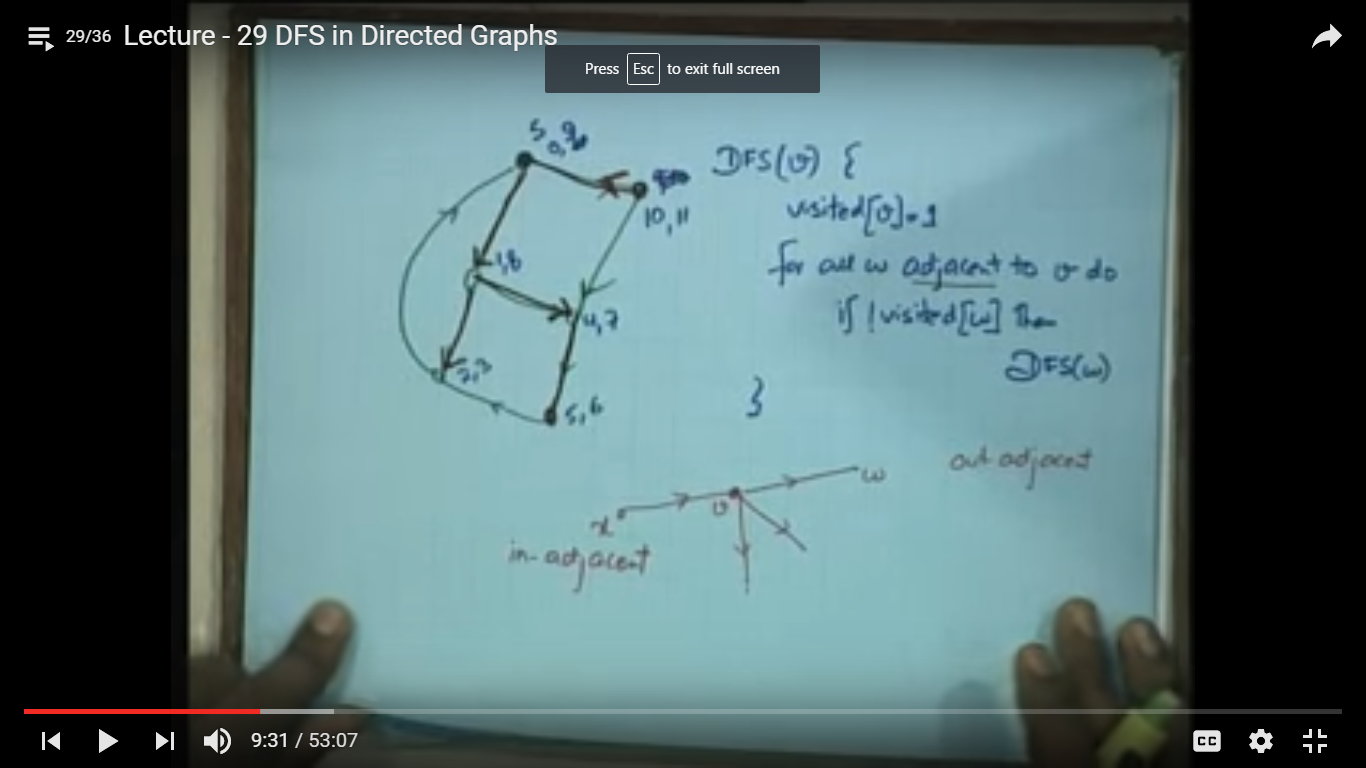 29/36 Lecture - 29 DFS in Directed Graphs
Press Esc to exit full screen
s
0, 9
10, 11
1, 8
4, 7
2, 3
5, 6
DFS(v) {
visited[v]=1
for all w adjacent to v do
if !visited[w] then
DFS(w)
}
x
v
w
in-adjacent
out adjacent
9:31 / 53:07
CC